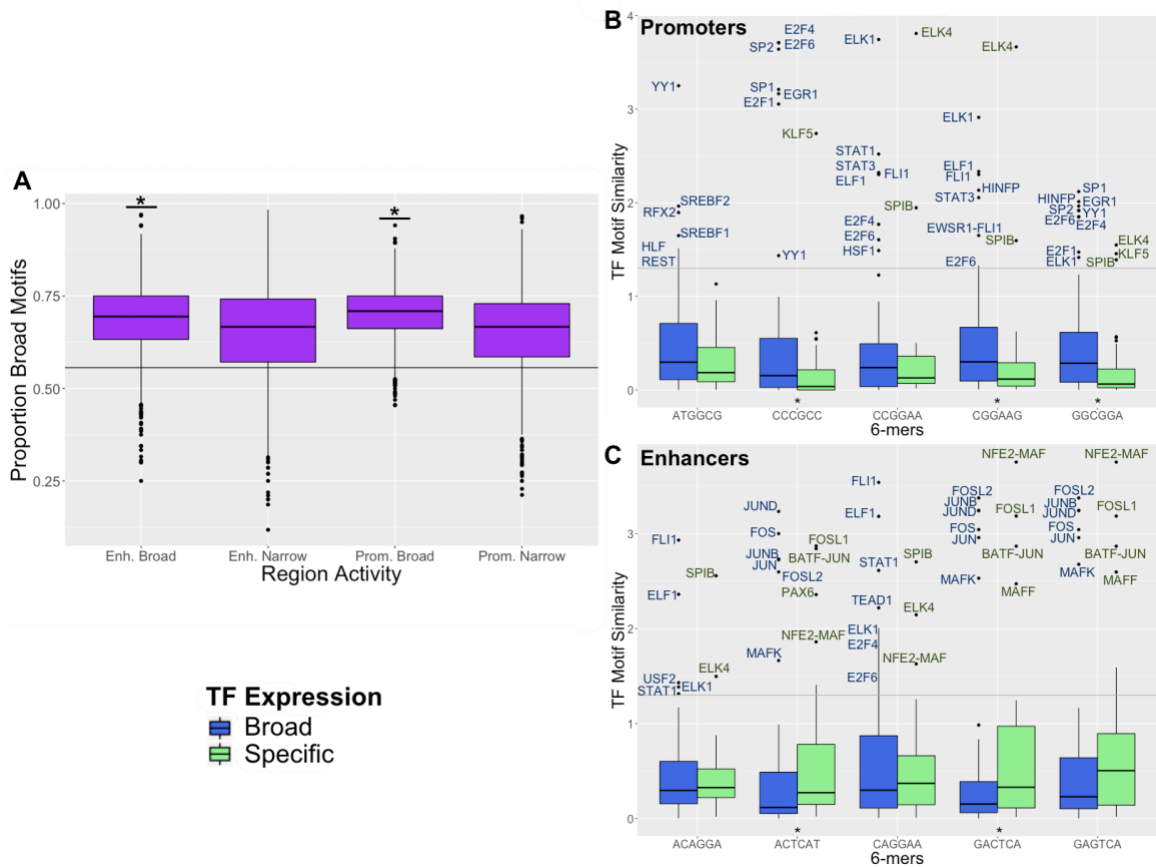 A
*
*
1.00
0.75
0.50
0.25
Proportion Broad Motifs
Enh. Broad
Enh. Narrow
Prom. Broad
Prom. Narrow
Region Activity
TF Expression
Broad
Specific
B
Promoters
4
3
2
1
0
TF Motif Similarity
YY1
SREBF2
RFX2
SREBF1
HLF
REST
E2F4
SP2
E2F6
SP1
EGR1
E2F1
KLF5
YY1
ELK1
ELK4
STAT1
STAT3
FLI1
ELF1
SPIB
E2F4
E2F6
HSF1
ELK4
ELK1
ELF1
FLI1
HINFP
STAT3
EWSR1-FLI1
SPIB
E2F6
SP1
HINFP
EGR1
SP2
YY1
E2F6
E2F4
E2F1
ELK1
ELK4
KLF5
SPIB
ATGGCG
CCCGCC
CCGGAA
CGGAAG
GGCGGA
*
*
*
6-mers
C
Enhancers
3
2
1
0
TF Motif Similarity
FLI1
SPIB
ELF1
USF2
ELK1
STAT1
ELK4
JUND
FOS
FOSL1
JUNB
BATF-JUN
JUN
FOSL2
PAX6
NFE2-MAF
MAFK
FLI1
ELF1
STAT1
SPIB
TEAD1
ELK4
ELK1
E2F4
NFE2-MAF
E2F6
NFE2-MAF
FOSL2
JUNB
JUND
FOSL1
FOS
JUN
BATF-JUN
MAFK
MAFF
NFE2-MAF
FOSL2
JUNB
JUND
FOSL1
FOS
JUN
BATF-JUN
MAFK
MAFF
ACAGGA
ACTCAT
CAGGAA
GACTCA
GAGTCA
*
*
6-mers